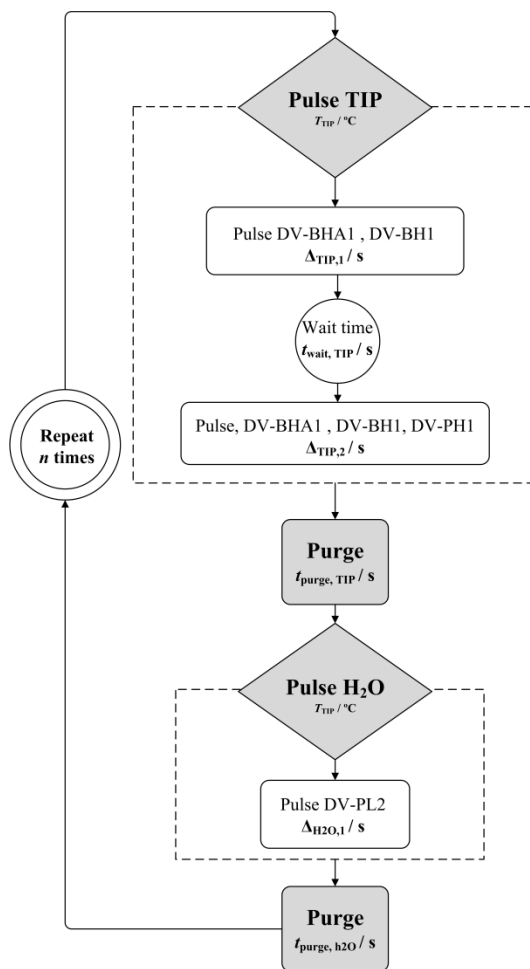 Pulse TIP
T_TIP / ºC
Pulse DV-BHA1 , DV-BH1
Δ_TIP,1 / s
Wait time
t_wait, TIP / s
Pulse, DV-BHA1 , DV-BH1, DV-PH1
Δ_TIP,2 / s
Repeat
n times
Purge
t_purge, TIP / s
Pulse H₂O
T_TIP / ºC
Pulse DV-PL2
Δ_H2O,1 / s
Purge
t_purge, h2O / s